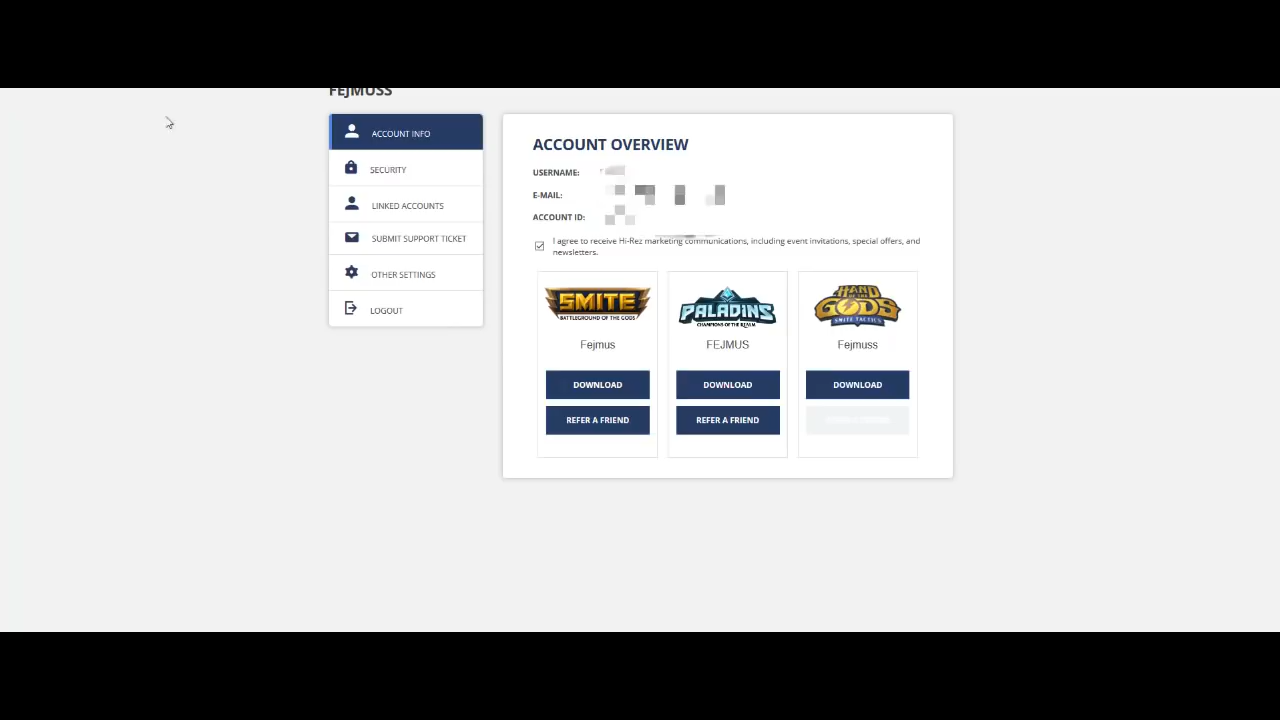 FEJMUSS
ACCOUNT INFO
SECURITY
LINKED ACCOUNTS
SUBMIT SUPPORT TICKET
OTHER SETTINGS
LOGOUT
ACCOUNT OVERVIEW
USERNAME:
E-MAIL:
ACCOUNT ID:
I agree to receive Hi-Rez marketing communications, including event invitations, special offers, and
newsletters.
SMITE
BATTLEGROUND OF THE GODS
Fejmus
DOWNLOAD
REFER A FRIEND
PALADINS
CHAMPIONS OF THE REALM
FEJMUS
DOWNLOAD
REFER A FRIEND
HAND
OF THE
GODS
SMITE TACTICS
Fejmuss
DOWNLOAD